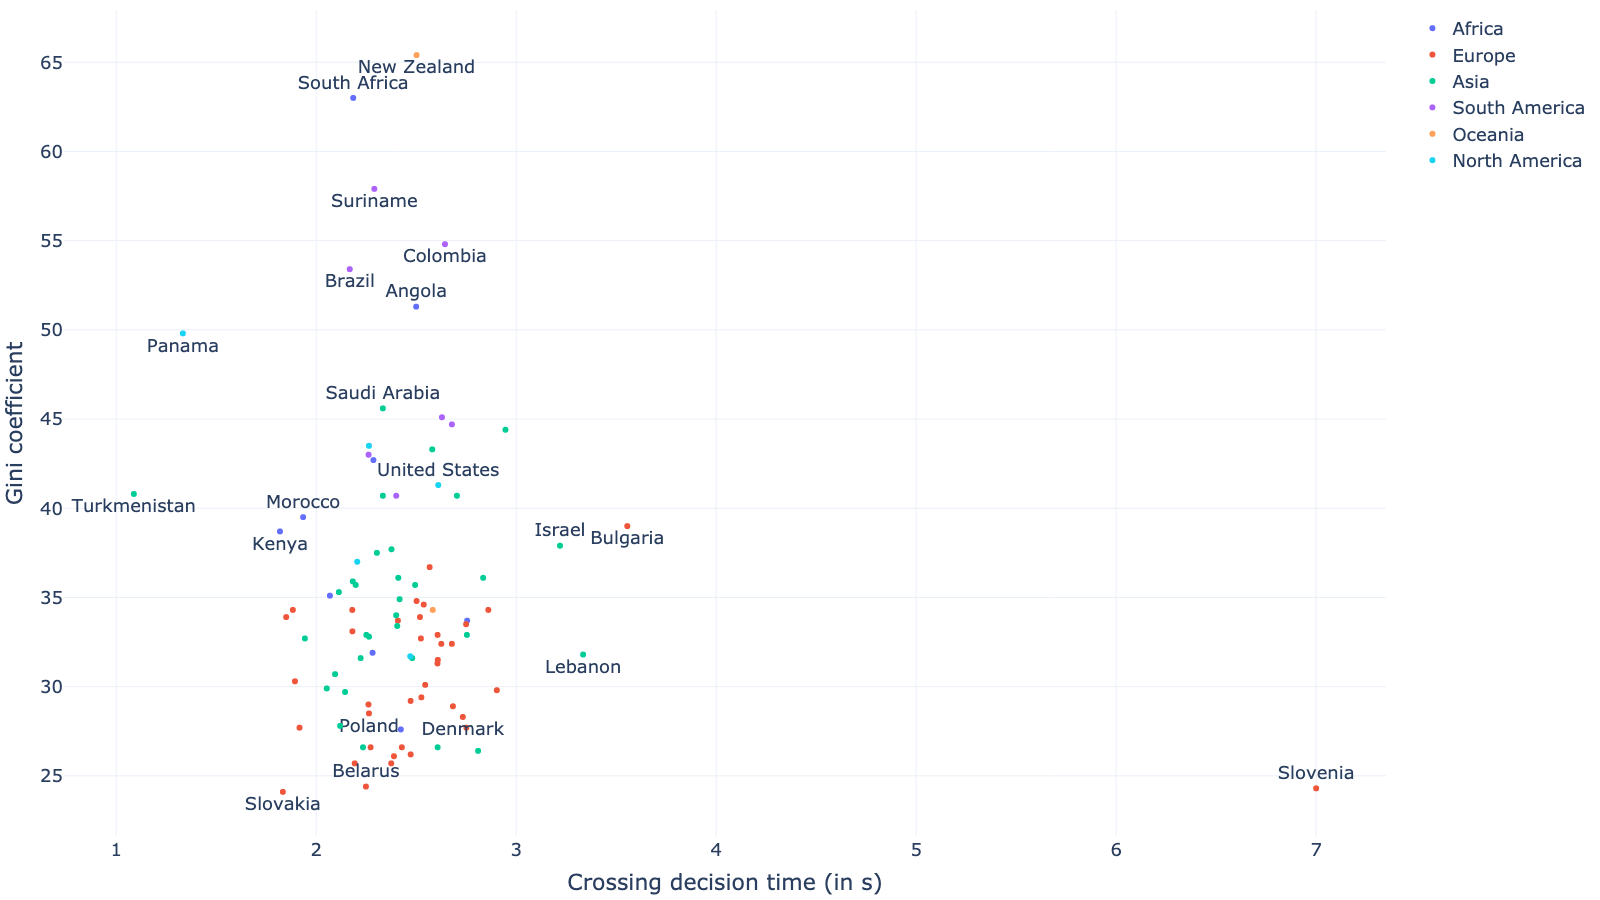 65
60
55
50
45
40
35
30
25
Gini coefficient
New Zealand
South Africa
Suriname
Colombia
Brazil
Angola
Panama
Saudi Arabia
United States
Turkmenistan
Morocco
Kenya
Israel
Bulgaria
Lebanon
Poland
Denmark
Belarus
Slovakia
Slovenia
1
2
3
4
5
6
7
Crossing decision time (in s)
Africa
Europe
Asia
South America
Oceania
North America